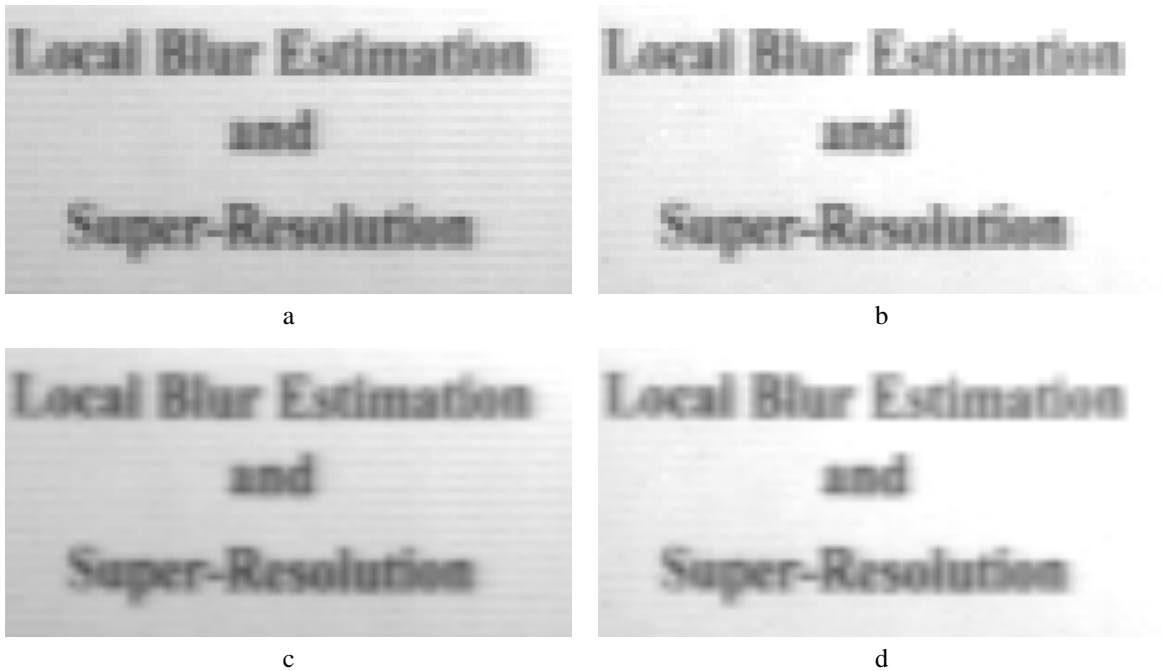 Local Blur Estimation
and
Super-Resolution
a
Local Blur Estimation
and
Super-Resolution
b
Local Blur Estimation
and
Super-Resolution
c
Local Blur Estimation
and
Super-Resolution
d